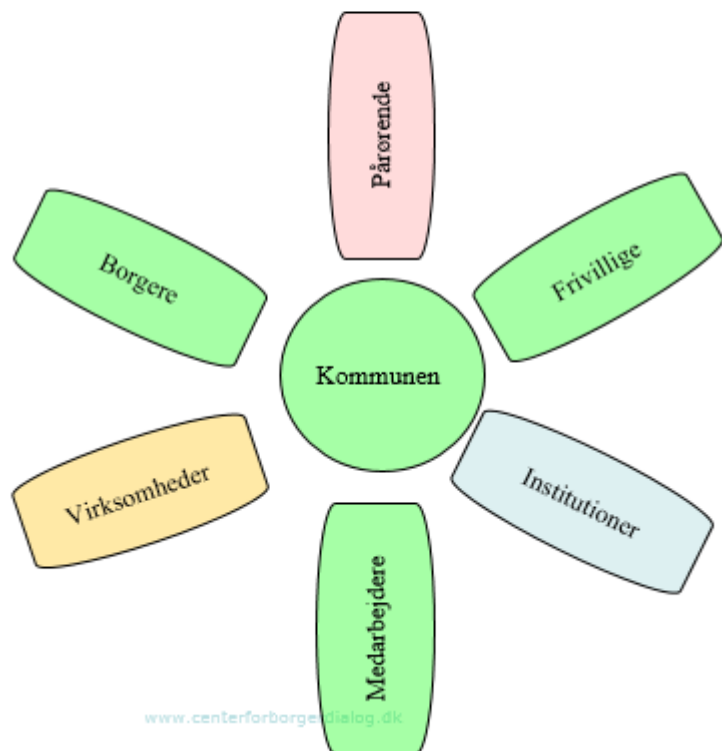 Pårørende
Borgere
Frivillige
Kommunen
Virksomheder
Institutioner
Medarbejdere
www.centerforborgerdialog.dk